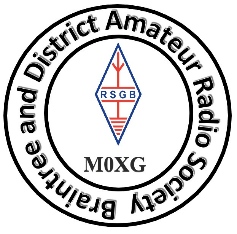 Braintree and District Amateur Radio Society
RSGB
M0XG